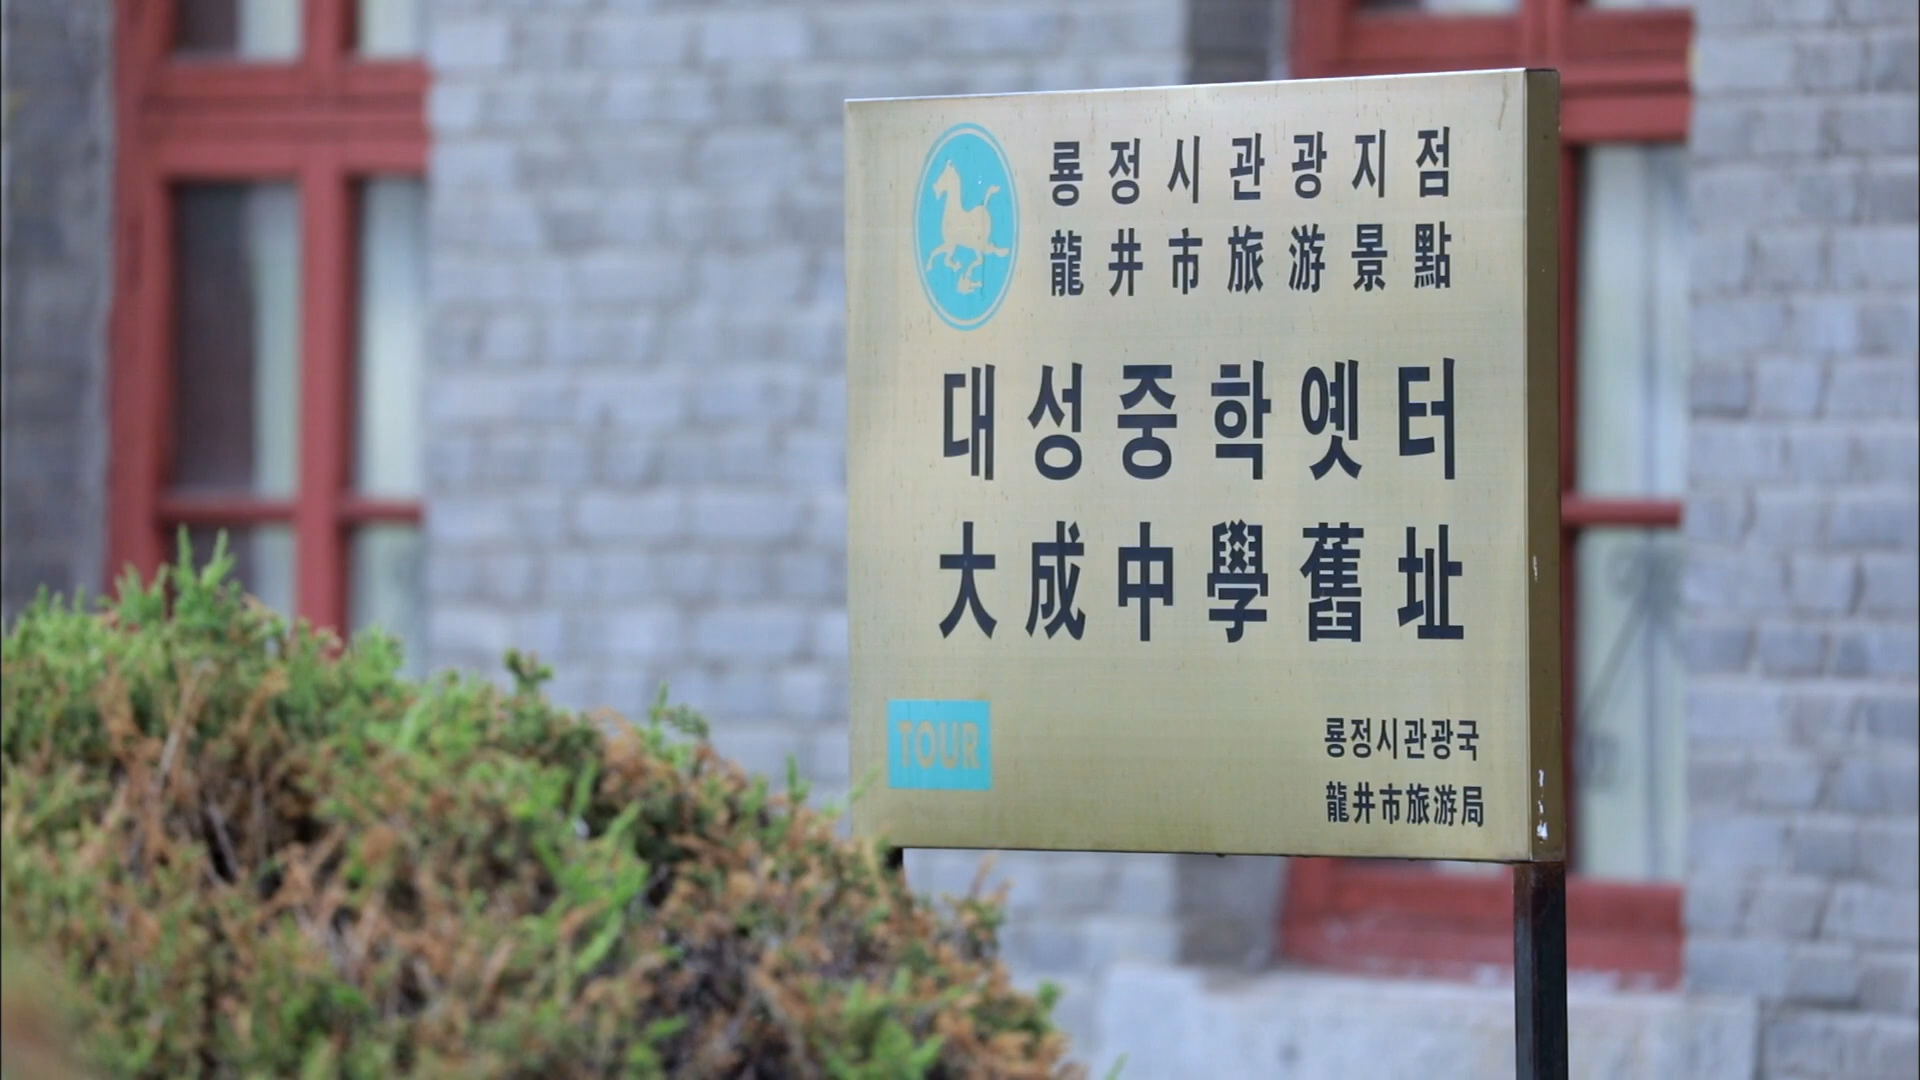 룡정시관광지점
龍井市旅游景點
대성중학옛터
大成中學舊址
TOUR
룡정시관광국
龍井市旅游局